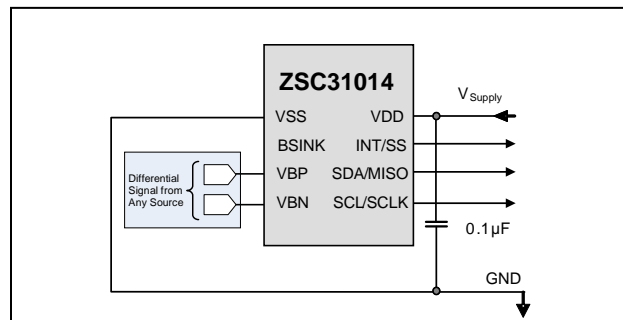 ZSC31014
VSS
VDD
V Supply
BSINK
INT/SS
Differential
Signal from
Any Source
VBP
SDA/MISO
VBN
SCL/SCLK
0.1µF
GND